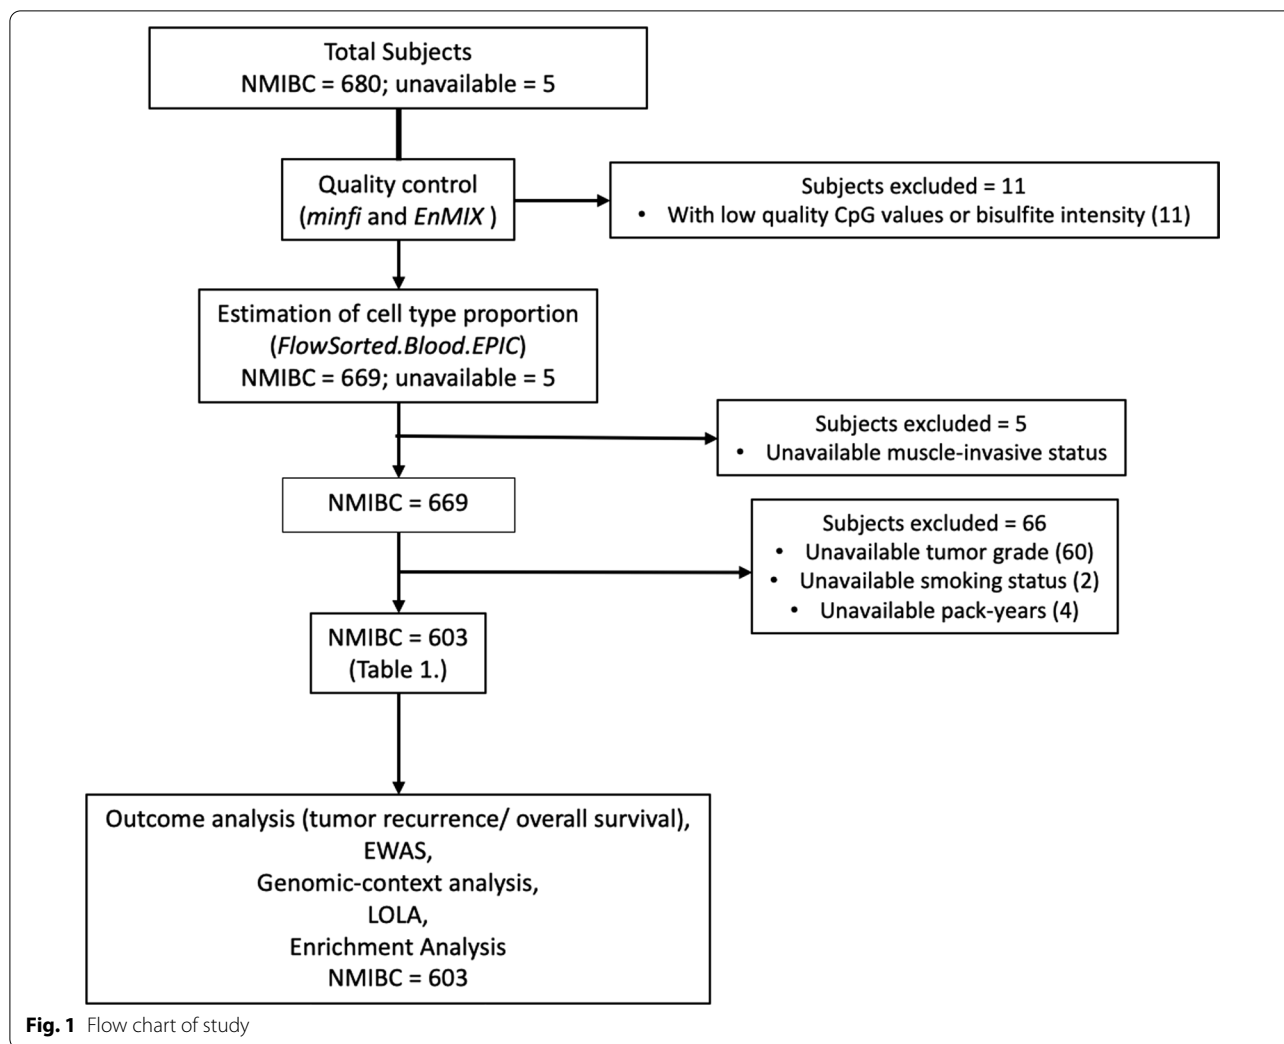 Total Subjects
NMIBC = 680; unavailable = 5
Quality control
(minfi and EnMIX )
Subjects excluded = 11
• With low quality CpG values or bisulfite intensity (11)
Estimation of cell type proportion
(FlowSorted.Blood.EPIC)
NMIBC = 669; unavailable = 5
Subjects excluded = 5
• Unavailable muscle-invasive status
NMIBC = 669
Subjects excluded = 66
• Unavailable tumor grade (60)
• Unavailable smoking status (2)
• Unavailable pack-years (4)
NMIBC = 603
(Table 1.)
Outcome analysis (tumor recurrence/ overall survival),
EWAS,
Genomic-context analysis,
LOLA,
Enrichment Analysis
NMIBC = 603
Fig. 1 Flow chart of study